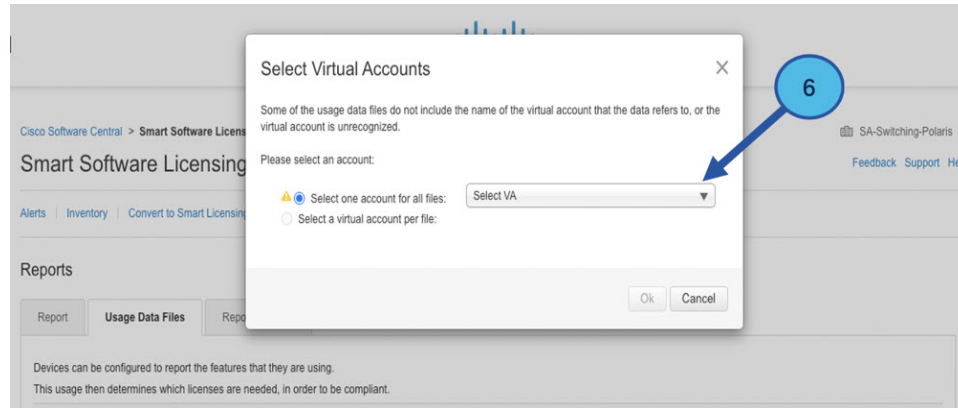 Select Virtual Accounts
6
Some of the usage data files do not include the name of the virtual account that the data refers to, or the
virtual account is unrecognized.
Cisco Software Central > Smart Software Licens
SA-Switching-Polaris
Smart Software Licensing
Please select an account:
Feedback Support He
Select one account for all files:
Select VA
Alerts | Inventory | Convert to Smart Licensing
Select a virtual account per file:
Reports
Ok
Cancel
Report
Usage Data Files
Repo
Devices can be configured to report the features that they are using.
This usage then determines which licenses are needed, in order to be compliant.